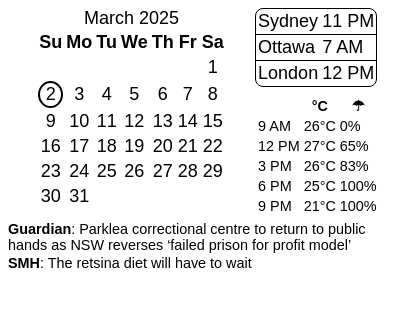 March 2025
Su Mo Tu We Th Fr Sa
1
2 3 4 5 6 7 8
9 10 11 12 13 14 15
16 17 18 19 20 21 22
23 24 25 26 27 28 29
30 31
Sydney 11 PM
Ottawa 7 AM
London 12 PM
°C ☂
9 AM 26°C 0%
12 PM 27°C 65%
3 PM 26°C 83%
6 PM 25°C 100%
9 PM 21°C 100%
Guardian: Parklea correctional centre to return to public
hands as NSW reverses ‘failed prison for profit model’
SMH: The retsina diet will have to wait